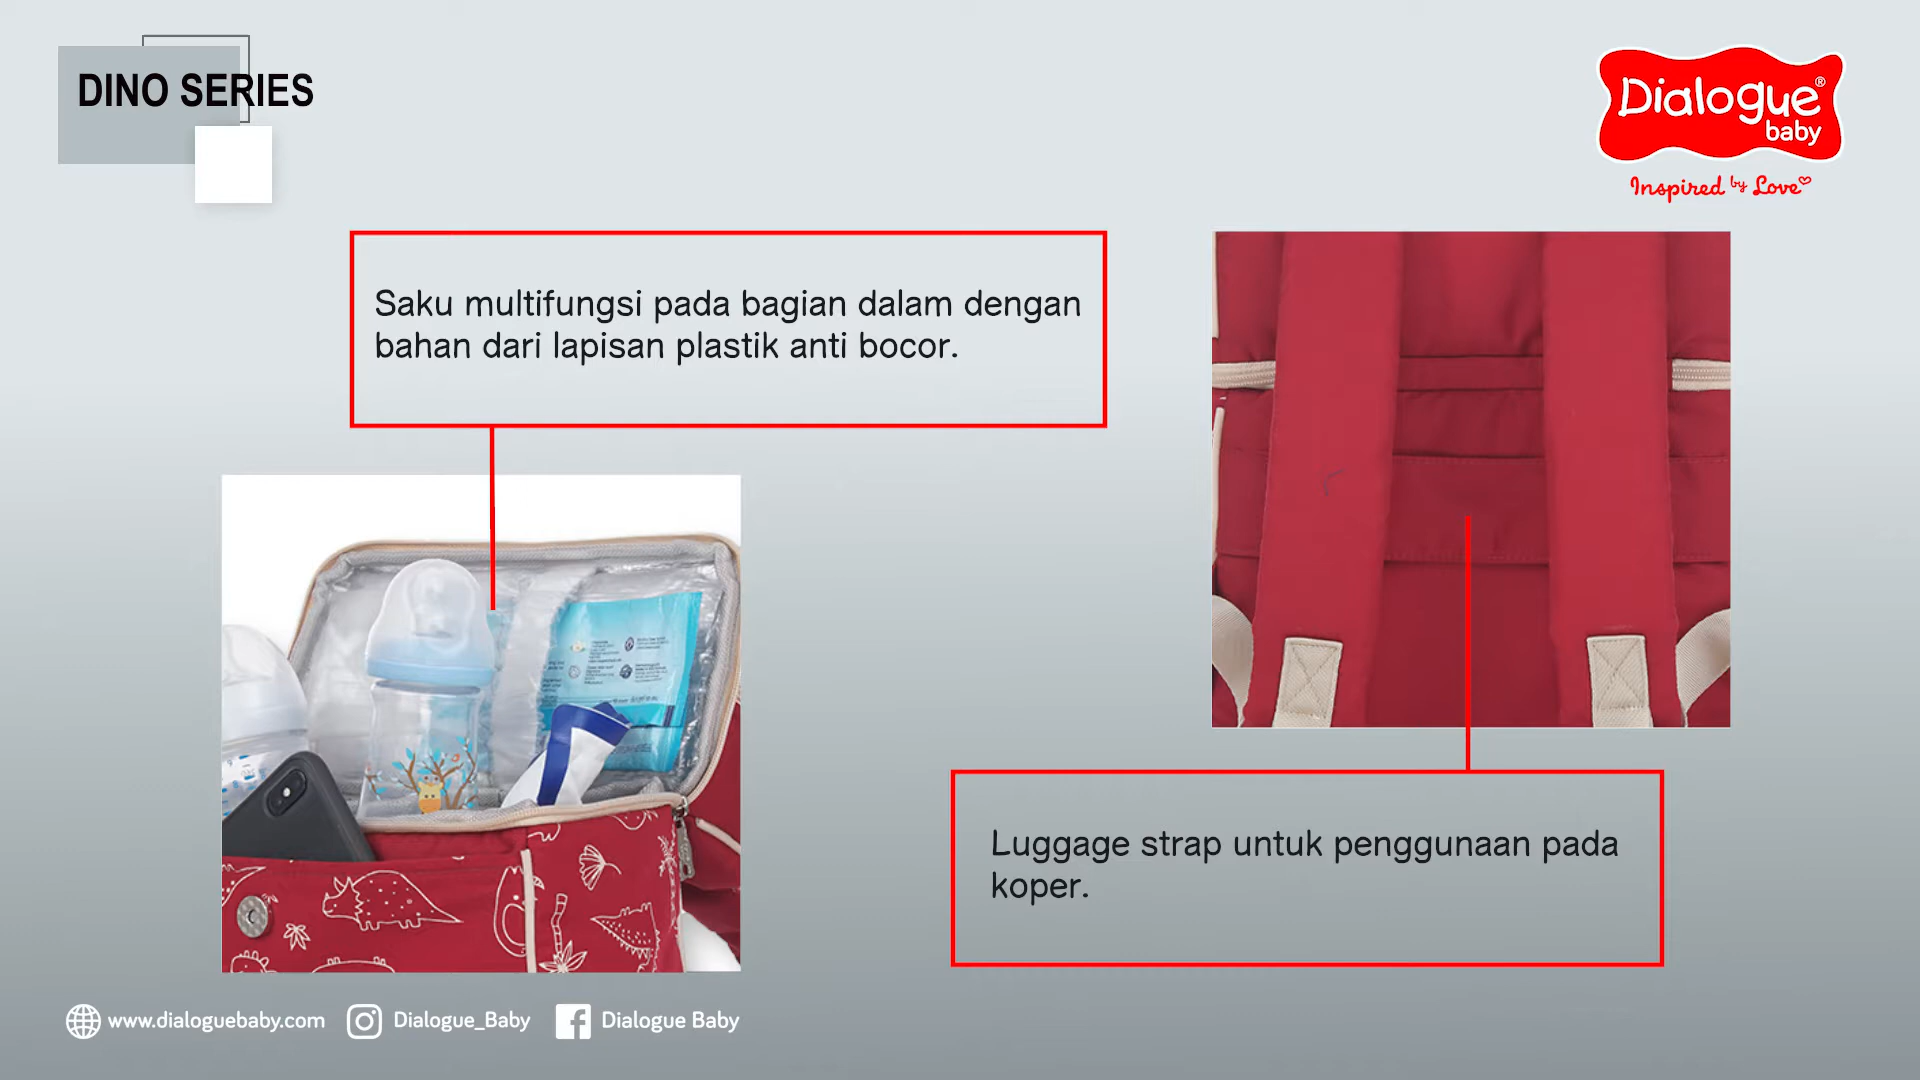 DINO SERIES
Dialogue®
baby
Inspired by Love
Saku multifungsi pada bagian dalam dengan
bahan dari lapisan plastik anti bocor.
Luggage strap untuk penggunaan pada
koper.
www.dialoguebaby.com
Dialogue_Baby
Dialogue Baby